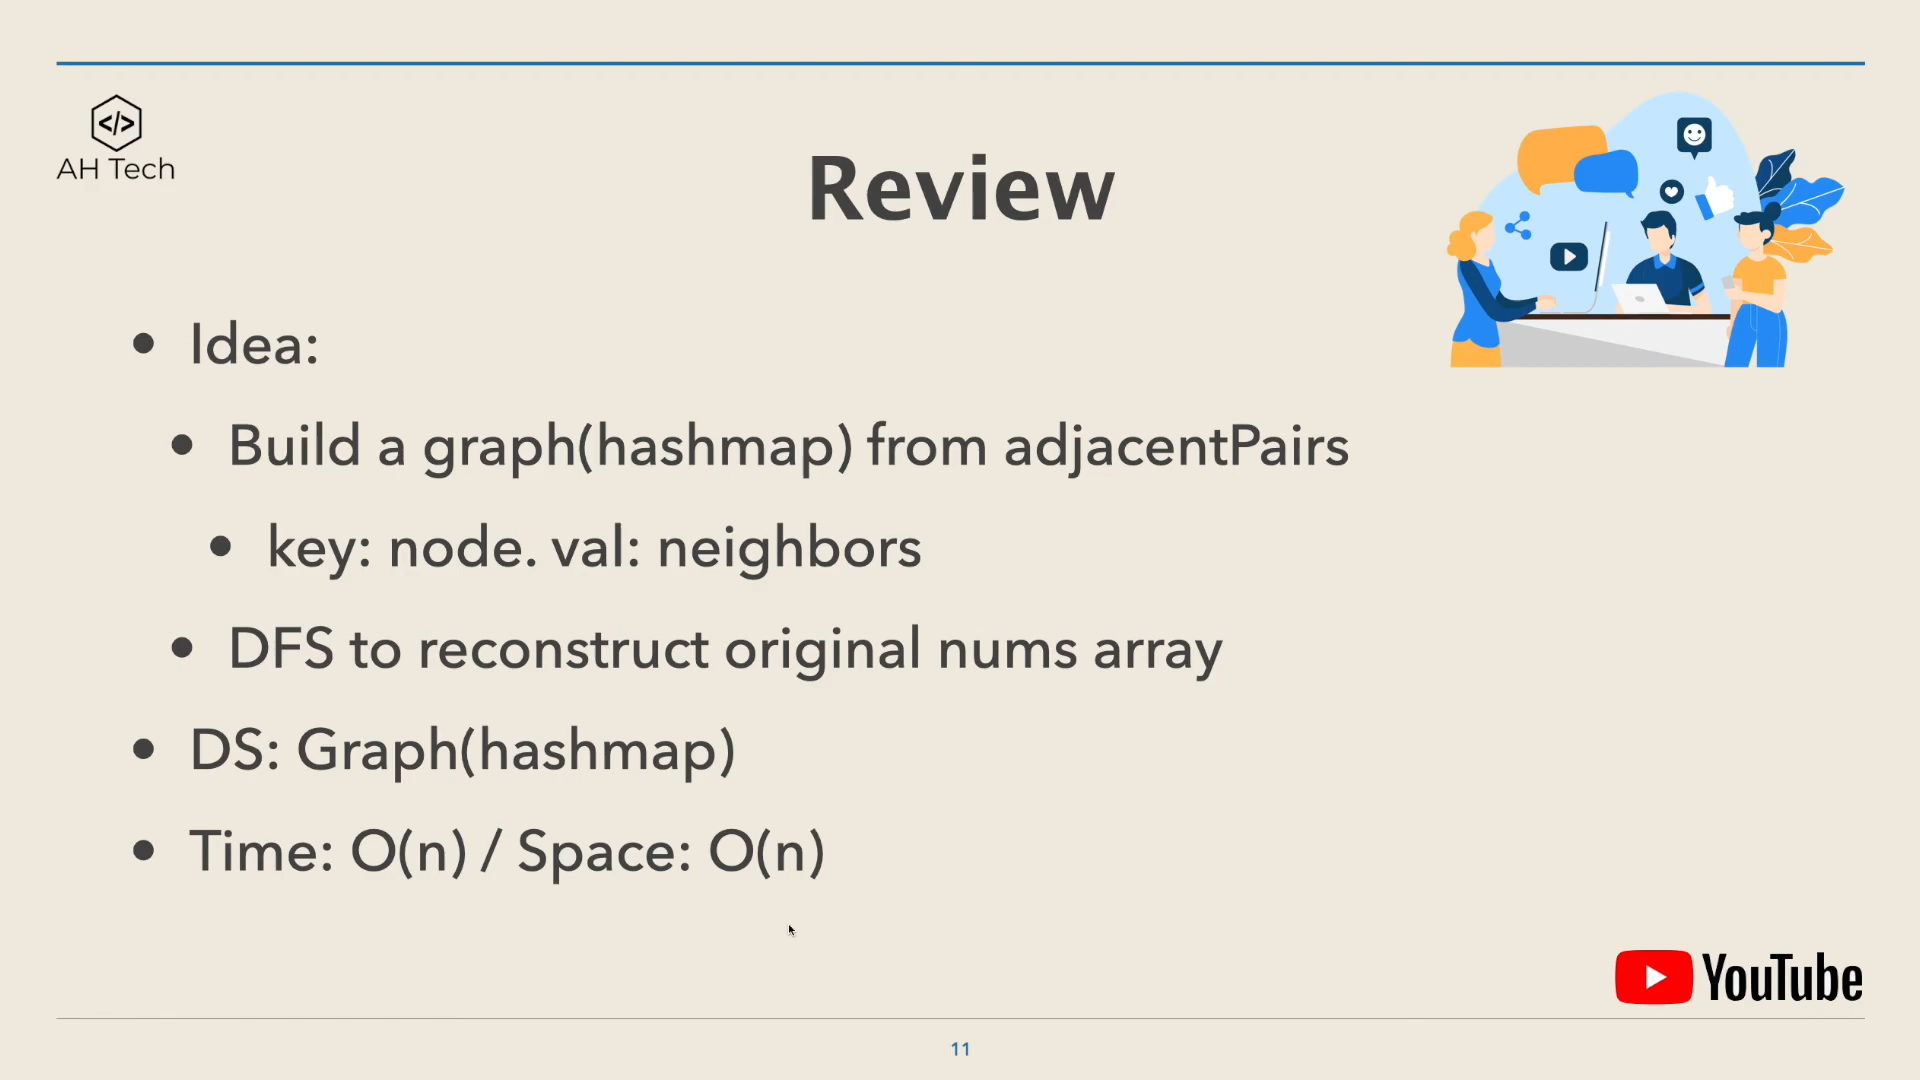 </>
AH Tech
Review
• Idea:
• Build a graph(hashmap) from adjacentPairs
• key: node. val: neighbors
• DFS to reconstruct original nums array
• DS: Graph(hashmap)
• Time: O(n) / Space: O(n)
YouTube
11